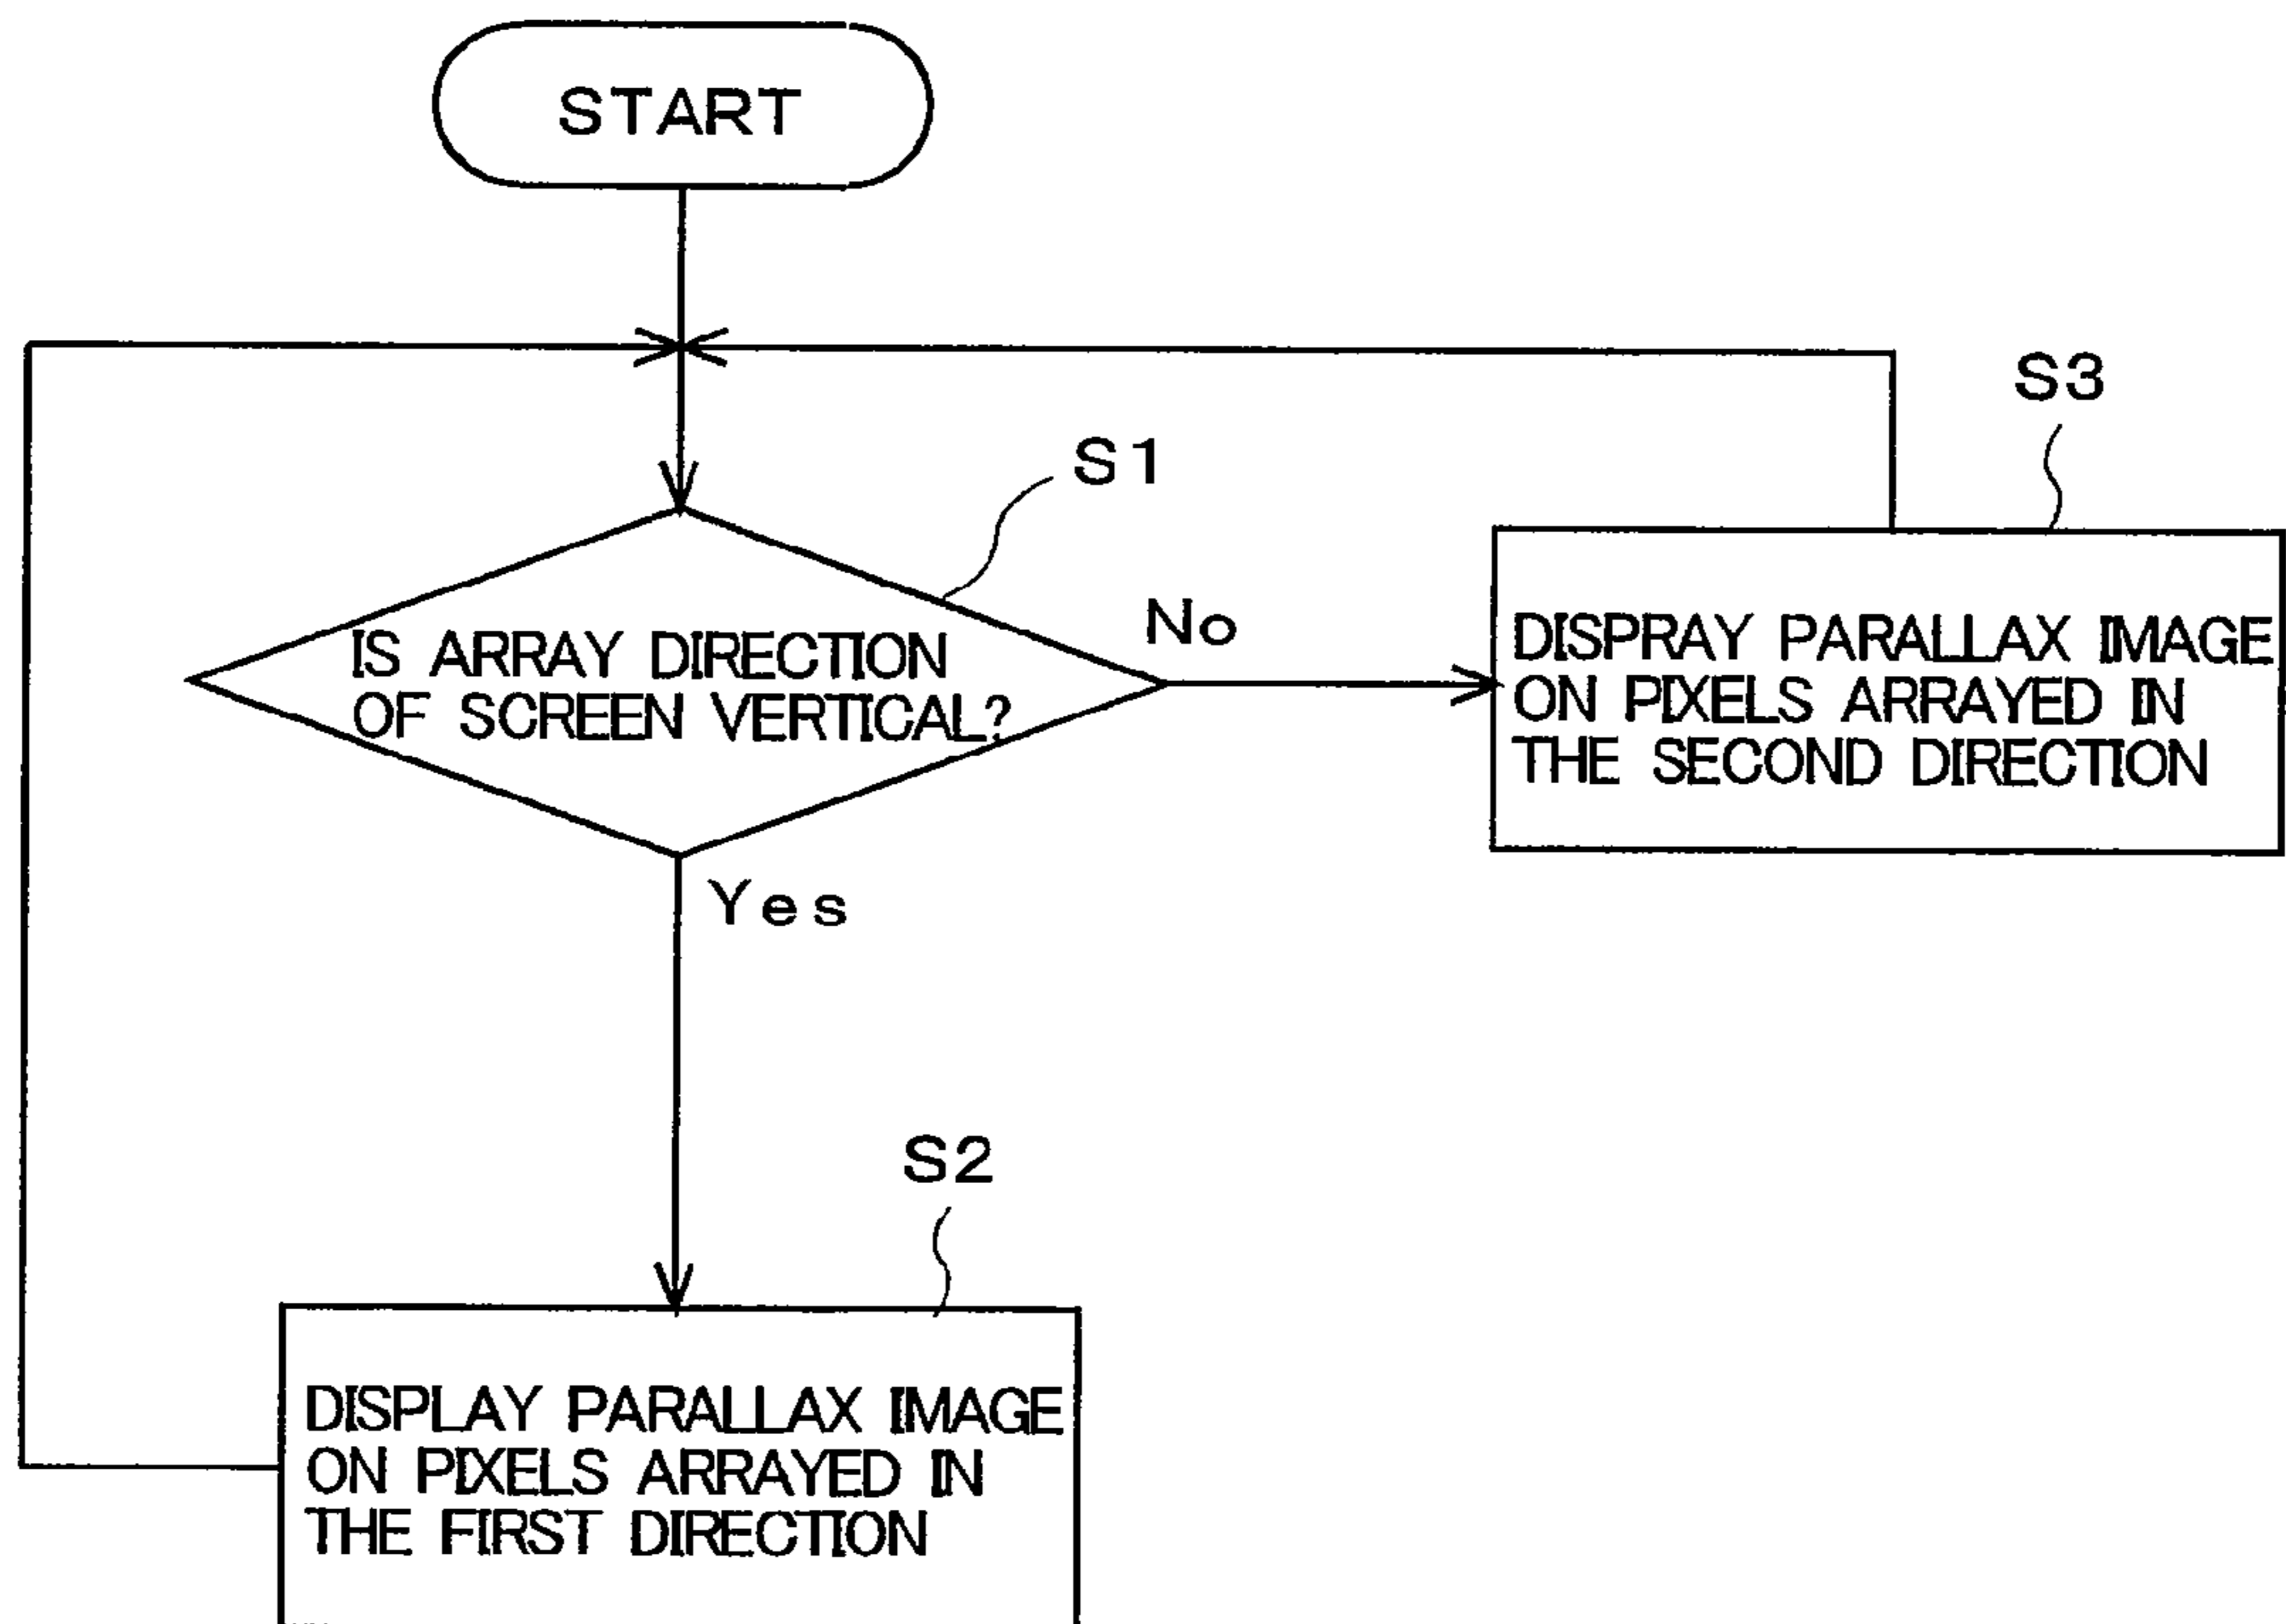 START
S3
S1
IS ARRAY DIRECTION
OF SCREEN VERTICAL?
No
DISPRAY PARALLAX IMAGE
ON PIXELS ARRAYED IN
THE SECOND DIRECTION
Yes
S2
DISPLAY PARALLAX IMAGE
ON PIXELS ARRAYED IN
THE FIRST DIRECTION